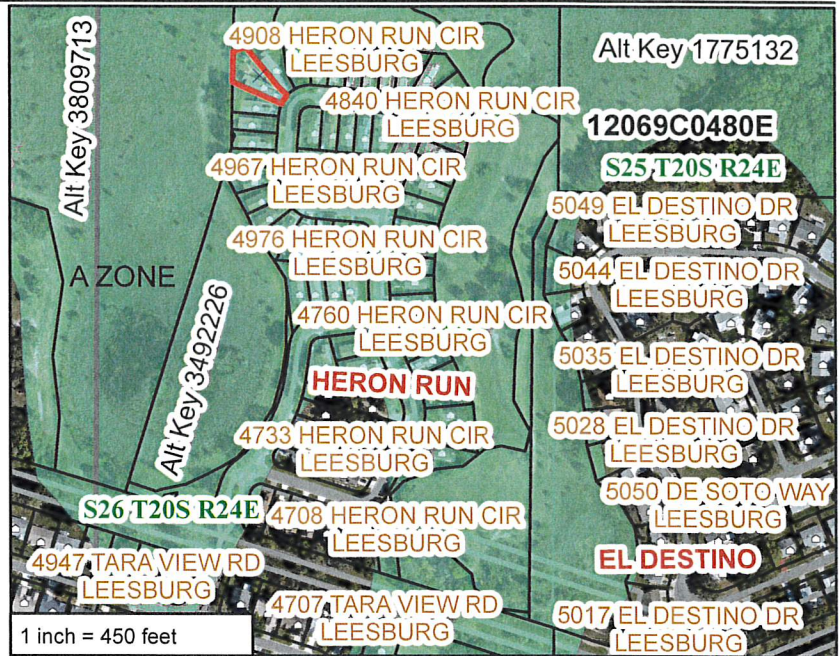 4908 HERON RUN CIR
LEESBURG
Alt Key 1775132
Alt Key 3809713
4840 HERON RUN CIR
LEESBURG
12069C0480E
S25 T20S R24E
4967 HERON RUN CIR
LEESBURG
5049 EL DESTINO DR
LEESBURG
4976 HERON RUN CIR
LEESBURG
A ZONE
5044 EL DESTINO DR
LEESBURG
Alt Key 3492226
4760 HERON RUN CIR
LEESBURG
5035 EL DESTINO DR
LEESBURG
HERON RUN
4733 HERON RUN CIR
LEESBURG
5028 EL DESTINO DR
LEESBURG
S26 T20S R24E
4708 HERON RUN CIR
LEESBURG
5050 DE SOTO WAY
LEESBURG
4947 TARA VIEW RD
LEESBURG
EL DESTINO
4707 TARA VIEW RD
LEESBURG
5017 EL DESTINO DR
LEESBURG
1 inch = 450 feet